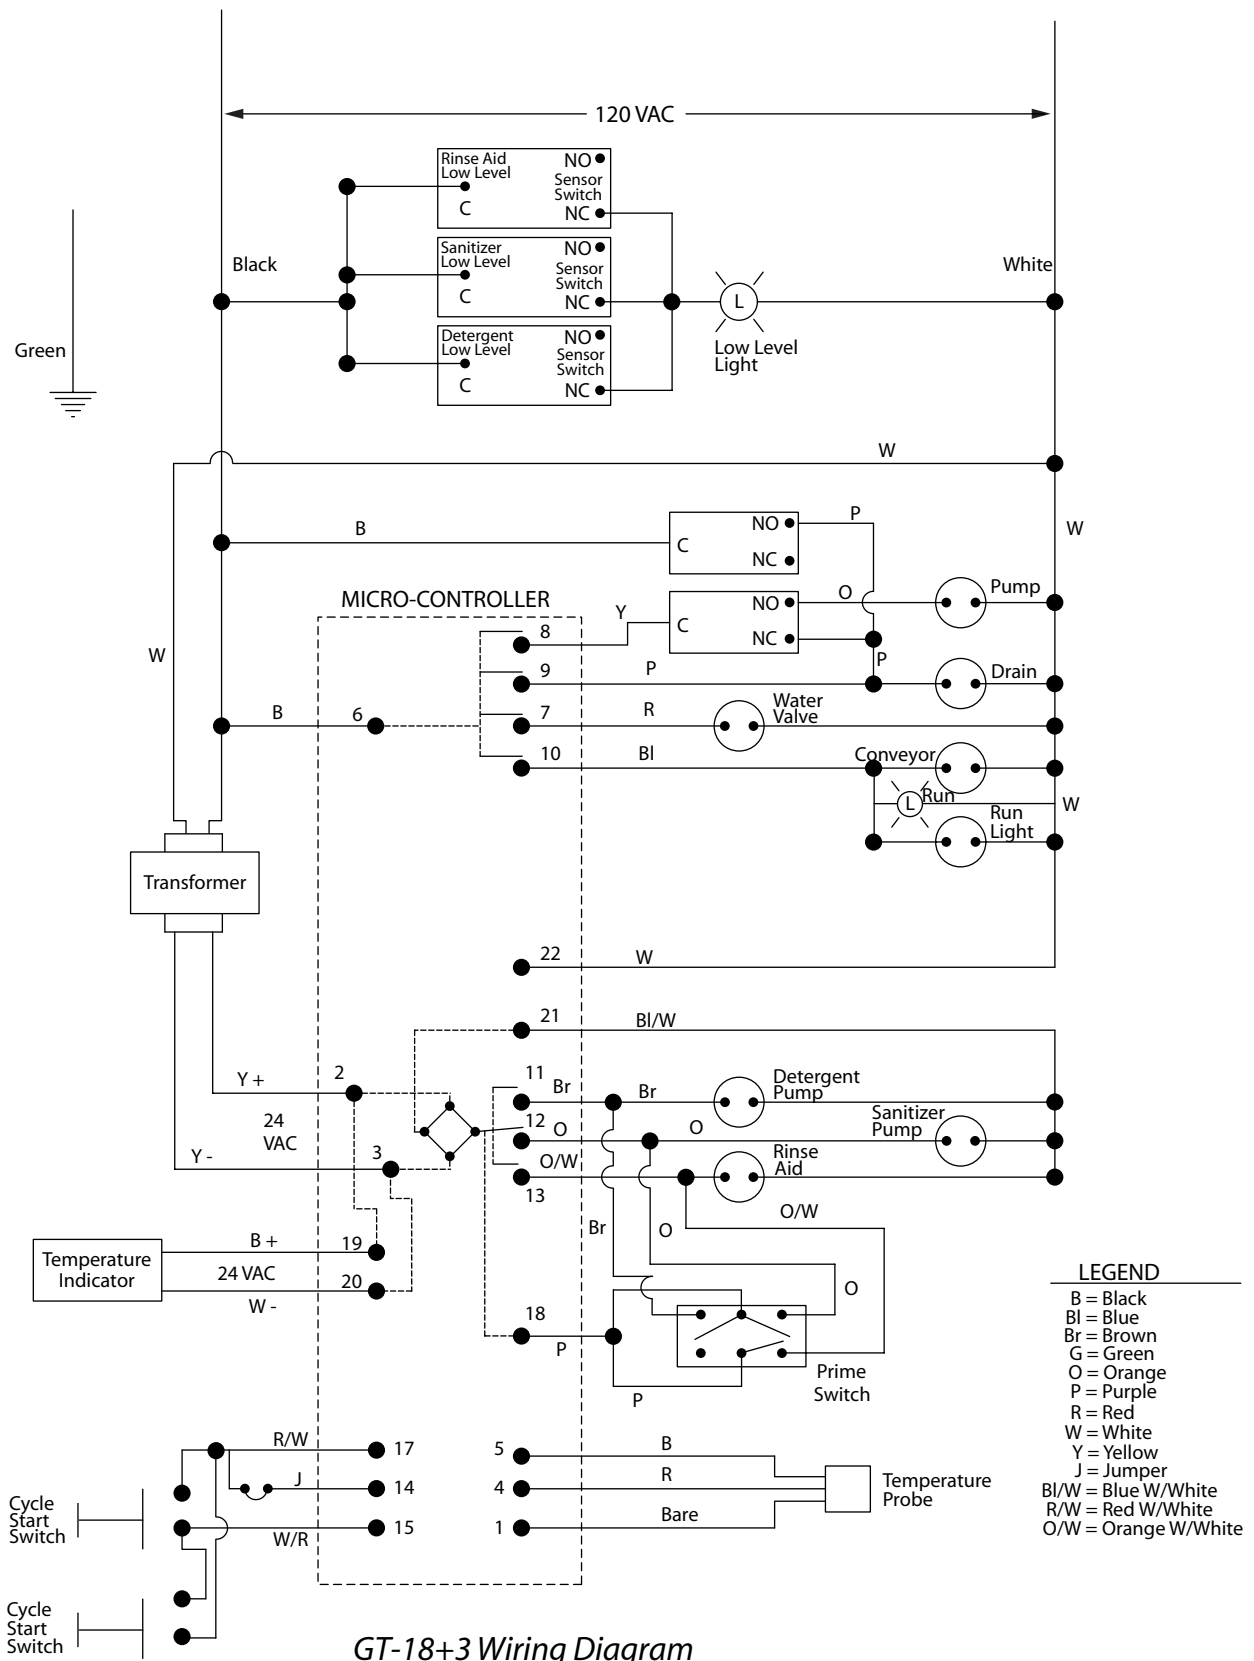 120 VAC
Rinse Aid
Low Level
C
NO
Sensor
Switch
NC
Sanitizer
Low Level
C
NO
Sensor
Switch
NC
Detergent
Low Level
C
NO
Sensor
Switch
NC
Black
White
Green
L
Low Level
Light
W
B
C
NO
NC
P
W
MICRO-CONTROLLER
Y
C
NO
NC
O
Pump
W
8
9
P
P
Drain
B
6
7
R
Water
Valve
10
Bl
Conveyor
L
Run
W
Run
Light
Transformer
22
W
21
Bl/W
Y +
2
24
VAC
Y -
3
11
Br
Br
Detergent
Pump
12
O
O
Sanitizer
Pump
O/W
13
Rinse
Aid
O/W
Br
O
O
Temperature
Indicator
B +
19
24 VAC
20
W -
18
P
P
Prime
Switch
LEGEND
B = Black
Bl = Blue
Br = Brown
G = Green
O = Orange
P = Purple
R = Red
W = White
Y = Yellow
J = Jumper
Bl/W = Blue W/White
R/W = Red W/White
O/W = Orange W/White
R/W
17
J
14
W/R
15
5
B
4
R
1
Bare
Temperature
Probe
Cycle
Start
Switch
Cycle
Start
Switch
GT-18+3 Wiring Diagram